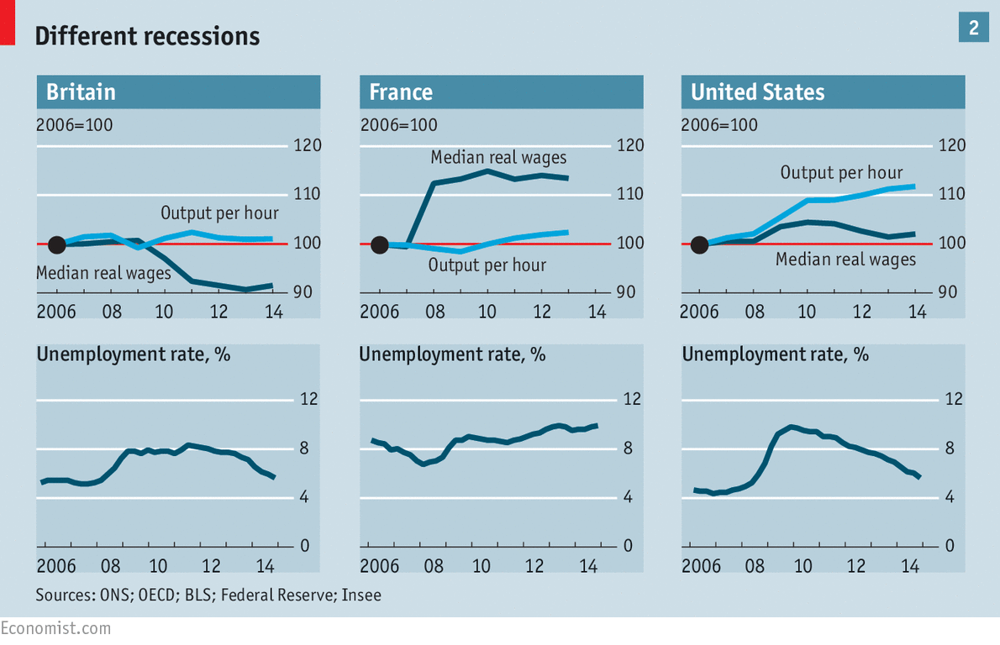 Different recessions
2
Britain
2006=100
120
110
Output per hour
100
Median real wages
90
2006 08 10 12 14
France
2006=100
120
Median real wages
110
100
Output per hour
90
2006 08 10 12 14
United States
2006=100
120
Output per hour
110
100
Median real wages
90
2006 08 10 12 14
Unemployment rate, %
12
8
4
0
2006 08 10 12 14
Unemployment rate, %
12
8
4
0
2006 08 10 12 14
Unemployment rate, %
12
8
4
0
2006 08 10 12 14
Sources: ONS; OECD; BLS; Federal Reserve; Insee
Economist.com